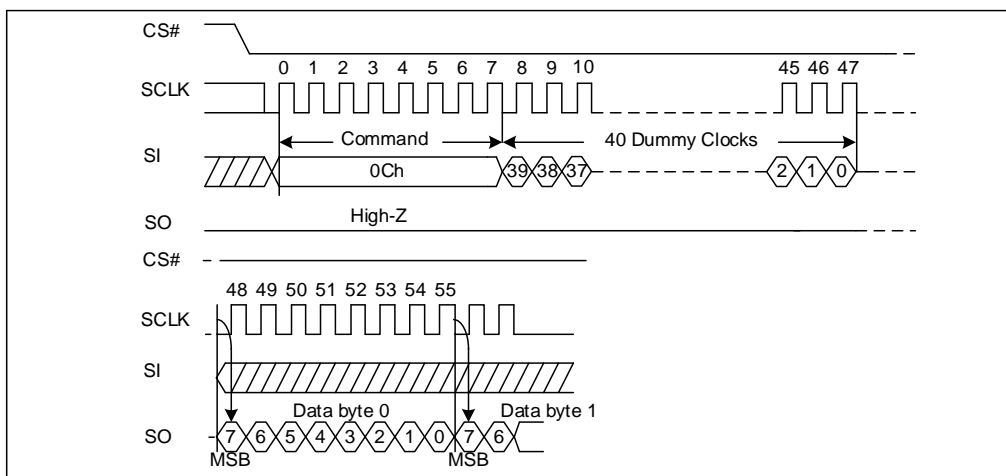 CS#
0 1 2 3 4 5 6 7 8 9 10 45 46 47
SCLK
Command 40 Dummy Clocks
SI
0Ch 39 38 37 2 1 0
High-Z
SO
CS#
48 49 50 51 52 53 54 55
SCLK
SI
Data byte 0 Data byte 1
SO 7 6 5 4 3 2 1 0 7 6
MSB MSB